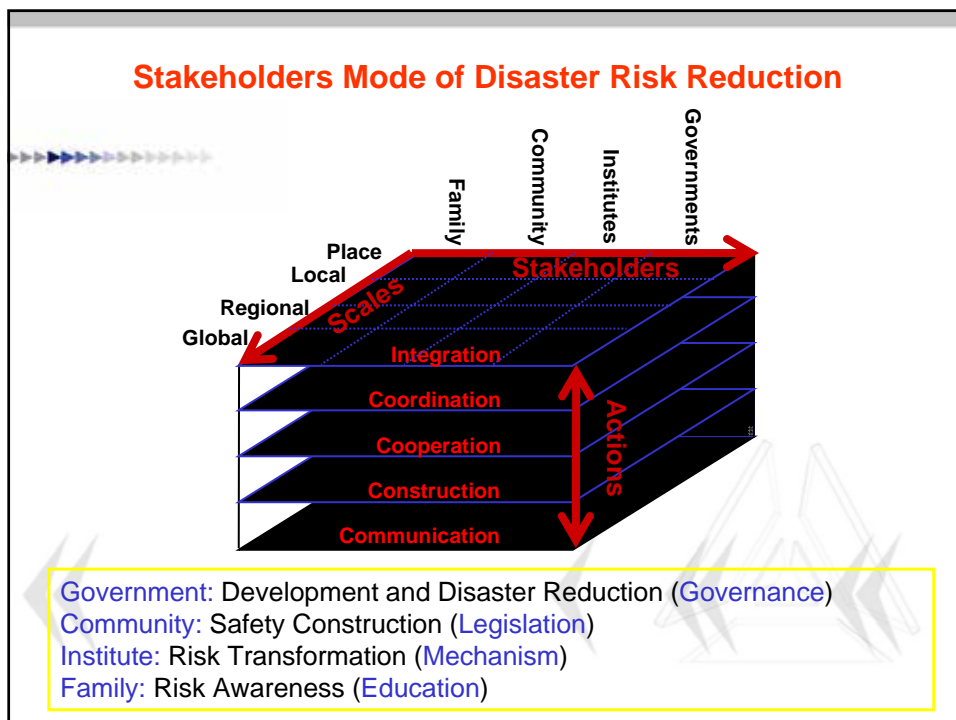 Stakeholders Mode of Disaster Risk Reduction
Family
Community
Institutes
Governments
Place
Local
Regional
Global
Scales
Stakeholders
Integration
Coordination
Cooperation
Construction
Communication
Actions
Government: Development and Disaster Reduction (Governance)
Community: Safety Construction (Legislation)
Institute: Risk Transformation (Mechanism)
Family: Risk Awareness (Education)